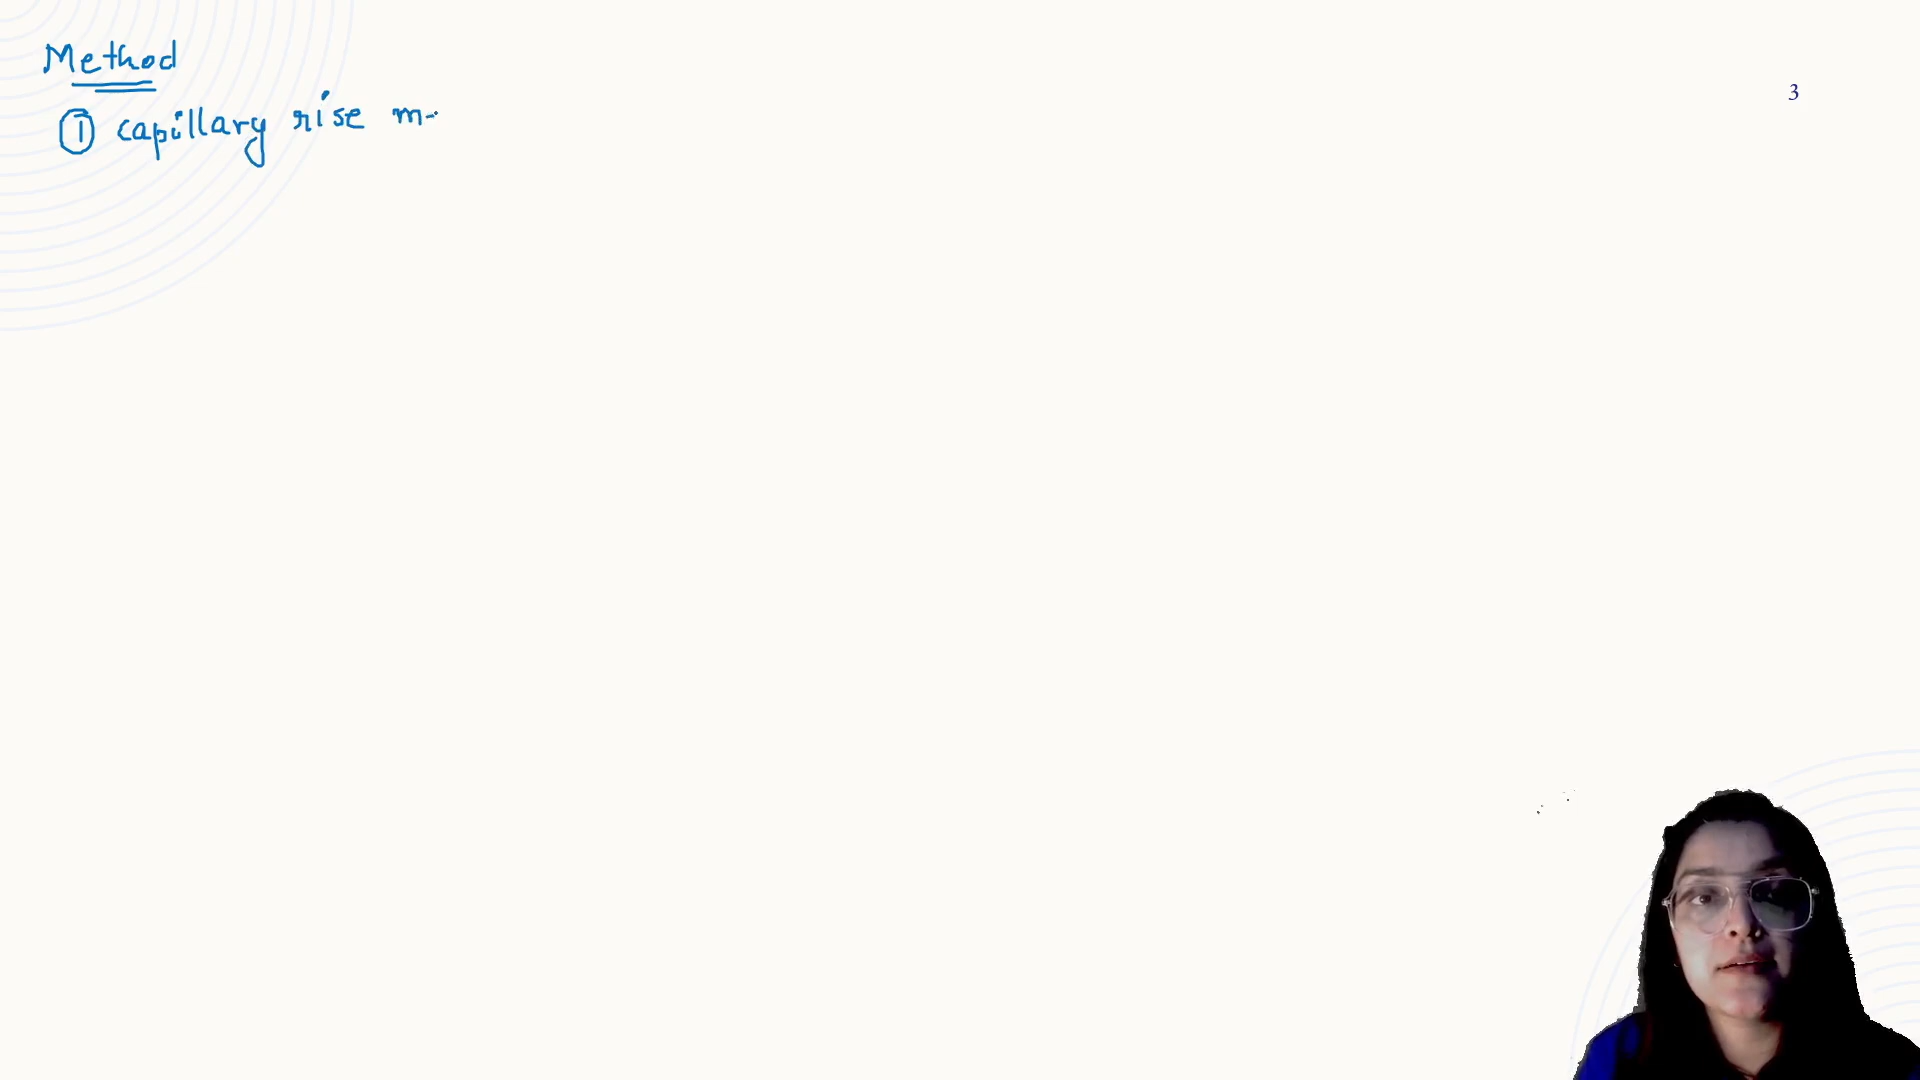 Method
① capillary rise m-
3